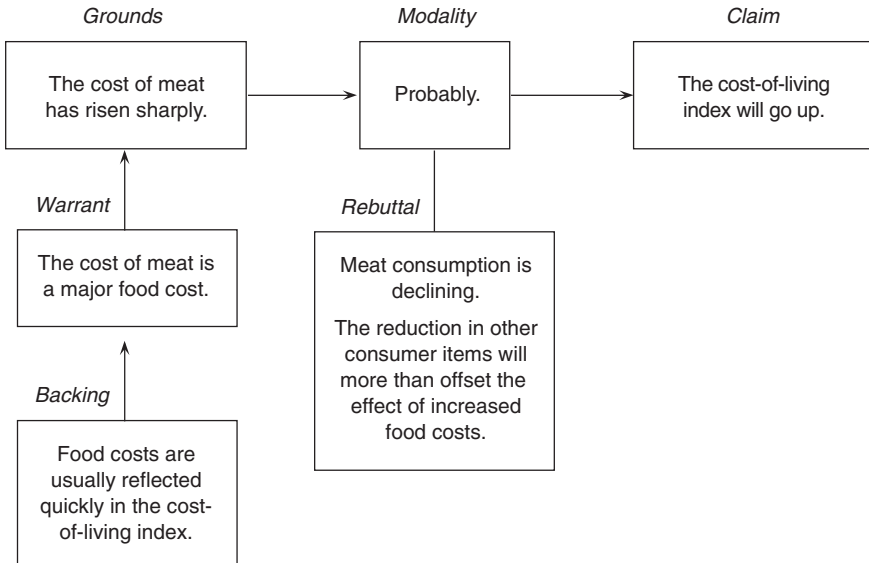 Grounds
Modality
Claim
The cost of meat
has risen sharply.
Probably.
The cost-of-living
index will go up.
Warrant
Rebuttal
The cost of meat is
a major food cost.
Meat consumption is
declining.
The reduction in other
consumer items will
more than offset the
effect of increased
food costs.
Backing
Food costs are
usually reflected
quickly in the cost-
of-living index.